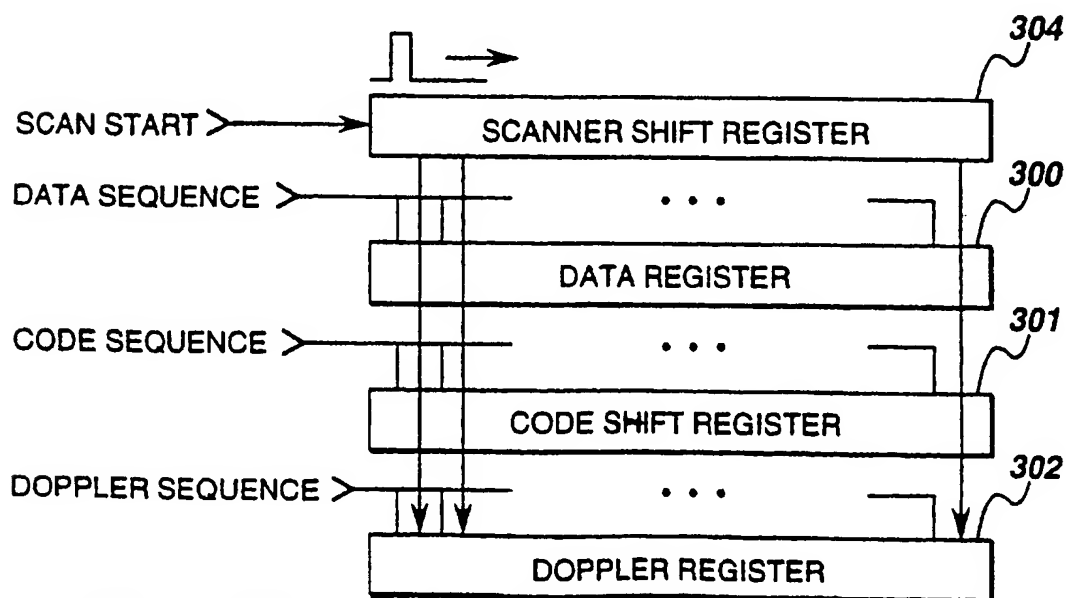 304
SCAN START
SCANNER SHIFT REGISTER
DATA SEQUENCE
300
DATA REGISTER
CODE SEQUENCE
301
CODE SHIFT REGISTER
DOPPLER SEQUENCE
302
DOPPLER REGISTER